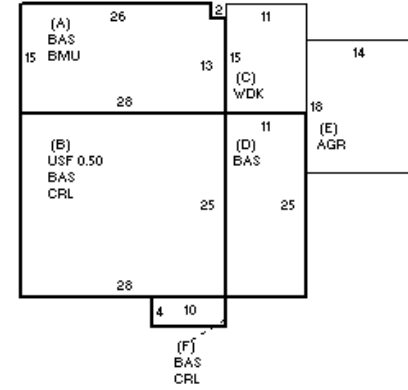 26
2
11
(A)
BAS
BMU
15
15
14
13
(C)
WDK
28
18
11
(E)
AGR
(B)
USF 0.50
BAS
CRL
(D)
BAS
25
25
28
4
10
(F)
BAS
CRL